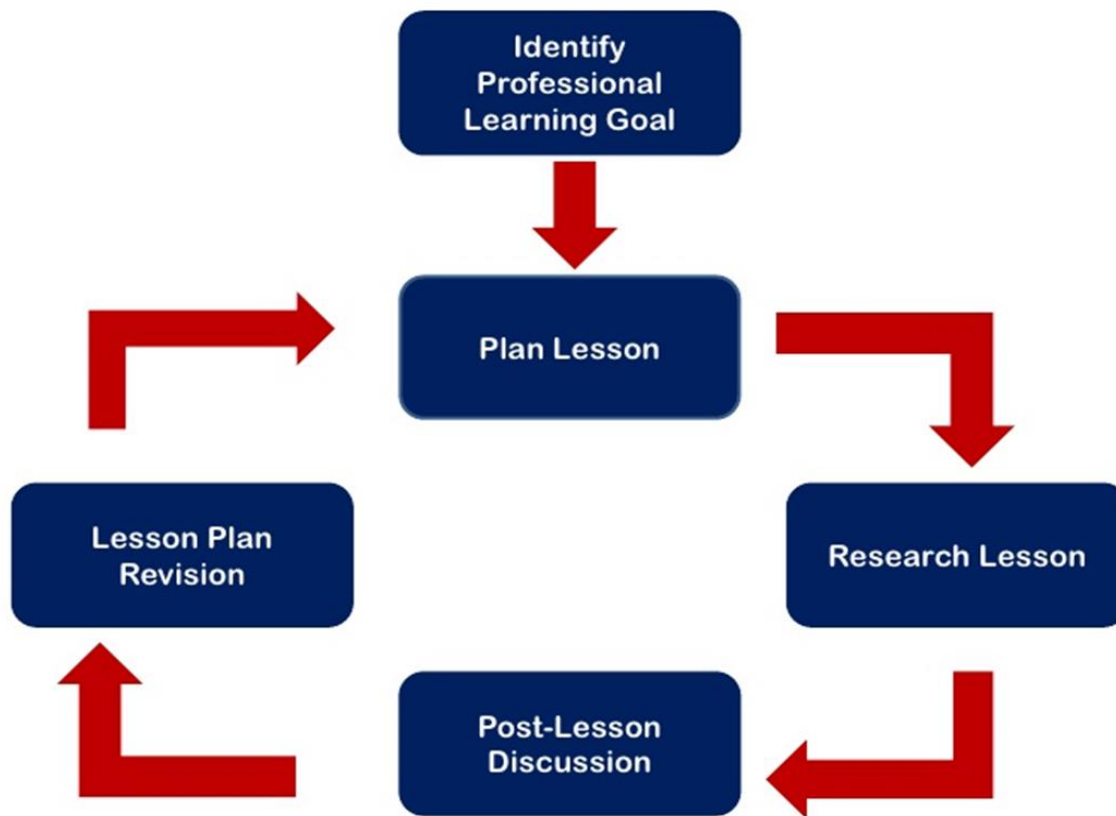 Identify
Professional
Learning Goal
Plan Lesson
Research Lesson
Post-Lesson
Discussion
Lesson Plan
Revision